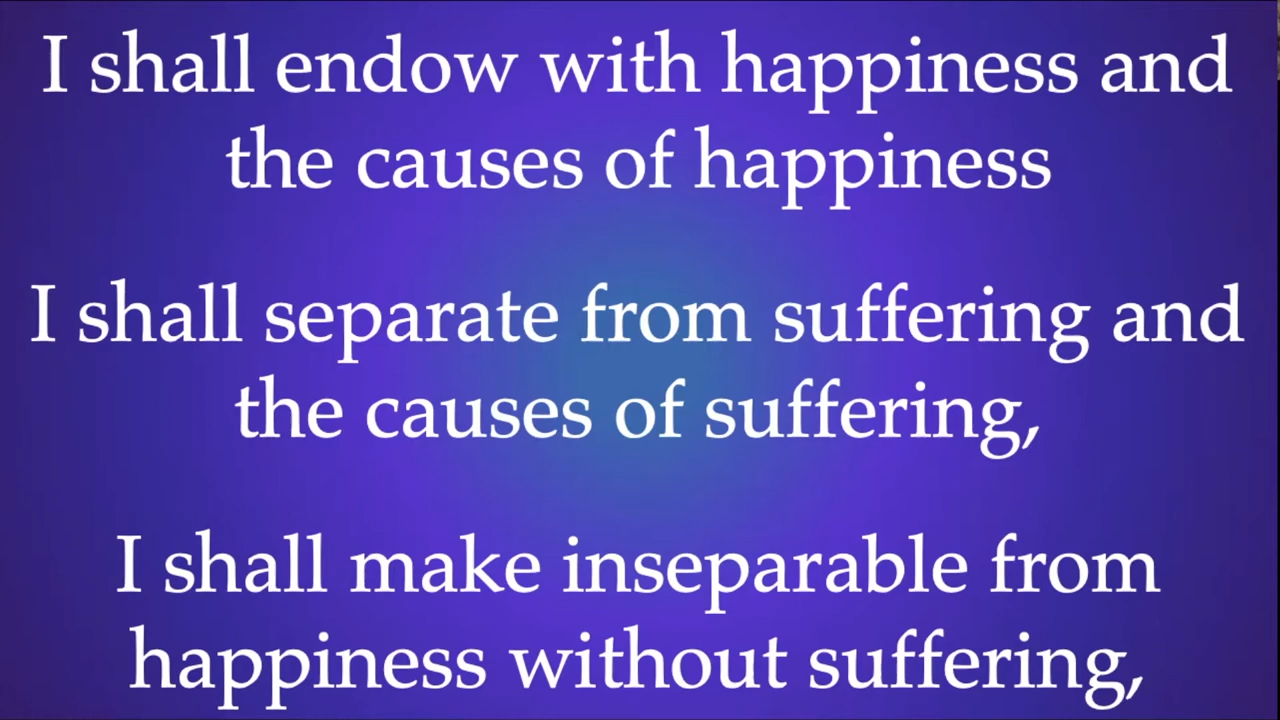 I shall endow with happiness and
the causes of happiness
I shall separate from suffering and
the causes of suffering,
I shall make inseparable from
happiness without suffering,